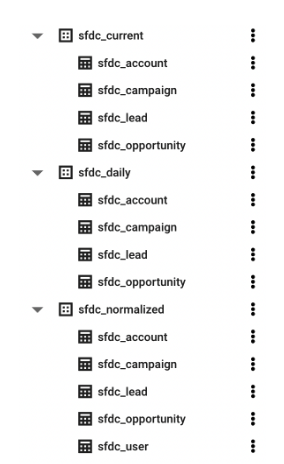 sfdc_current
sfdc_account
sfdc_campaign
sfdc_lead
sfdc_opportunity
sfdc_daily
sfdc_account
sfdc_campaign
sfdc_lead
sfdc_opportunity
sfdc_normalized
sfdc_account
sfdc_campaign
sfdc_lead
sfdc_opportunity
sfdc_user